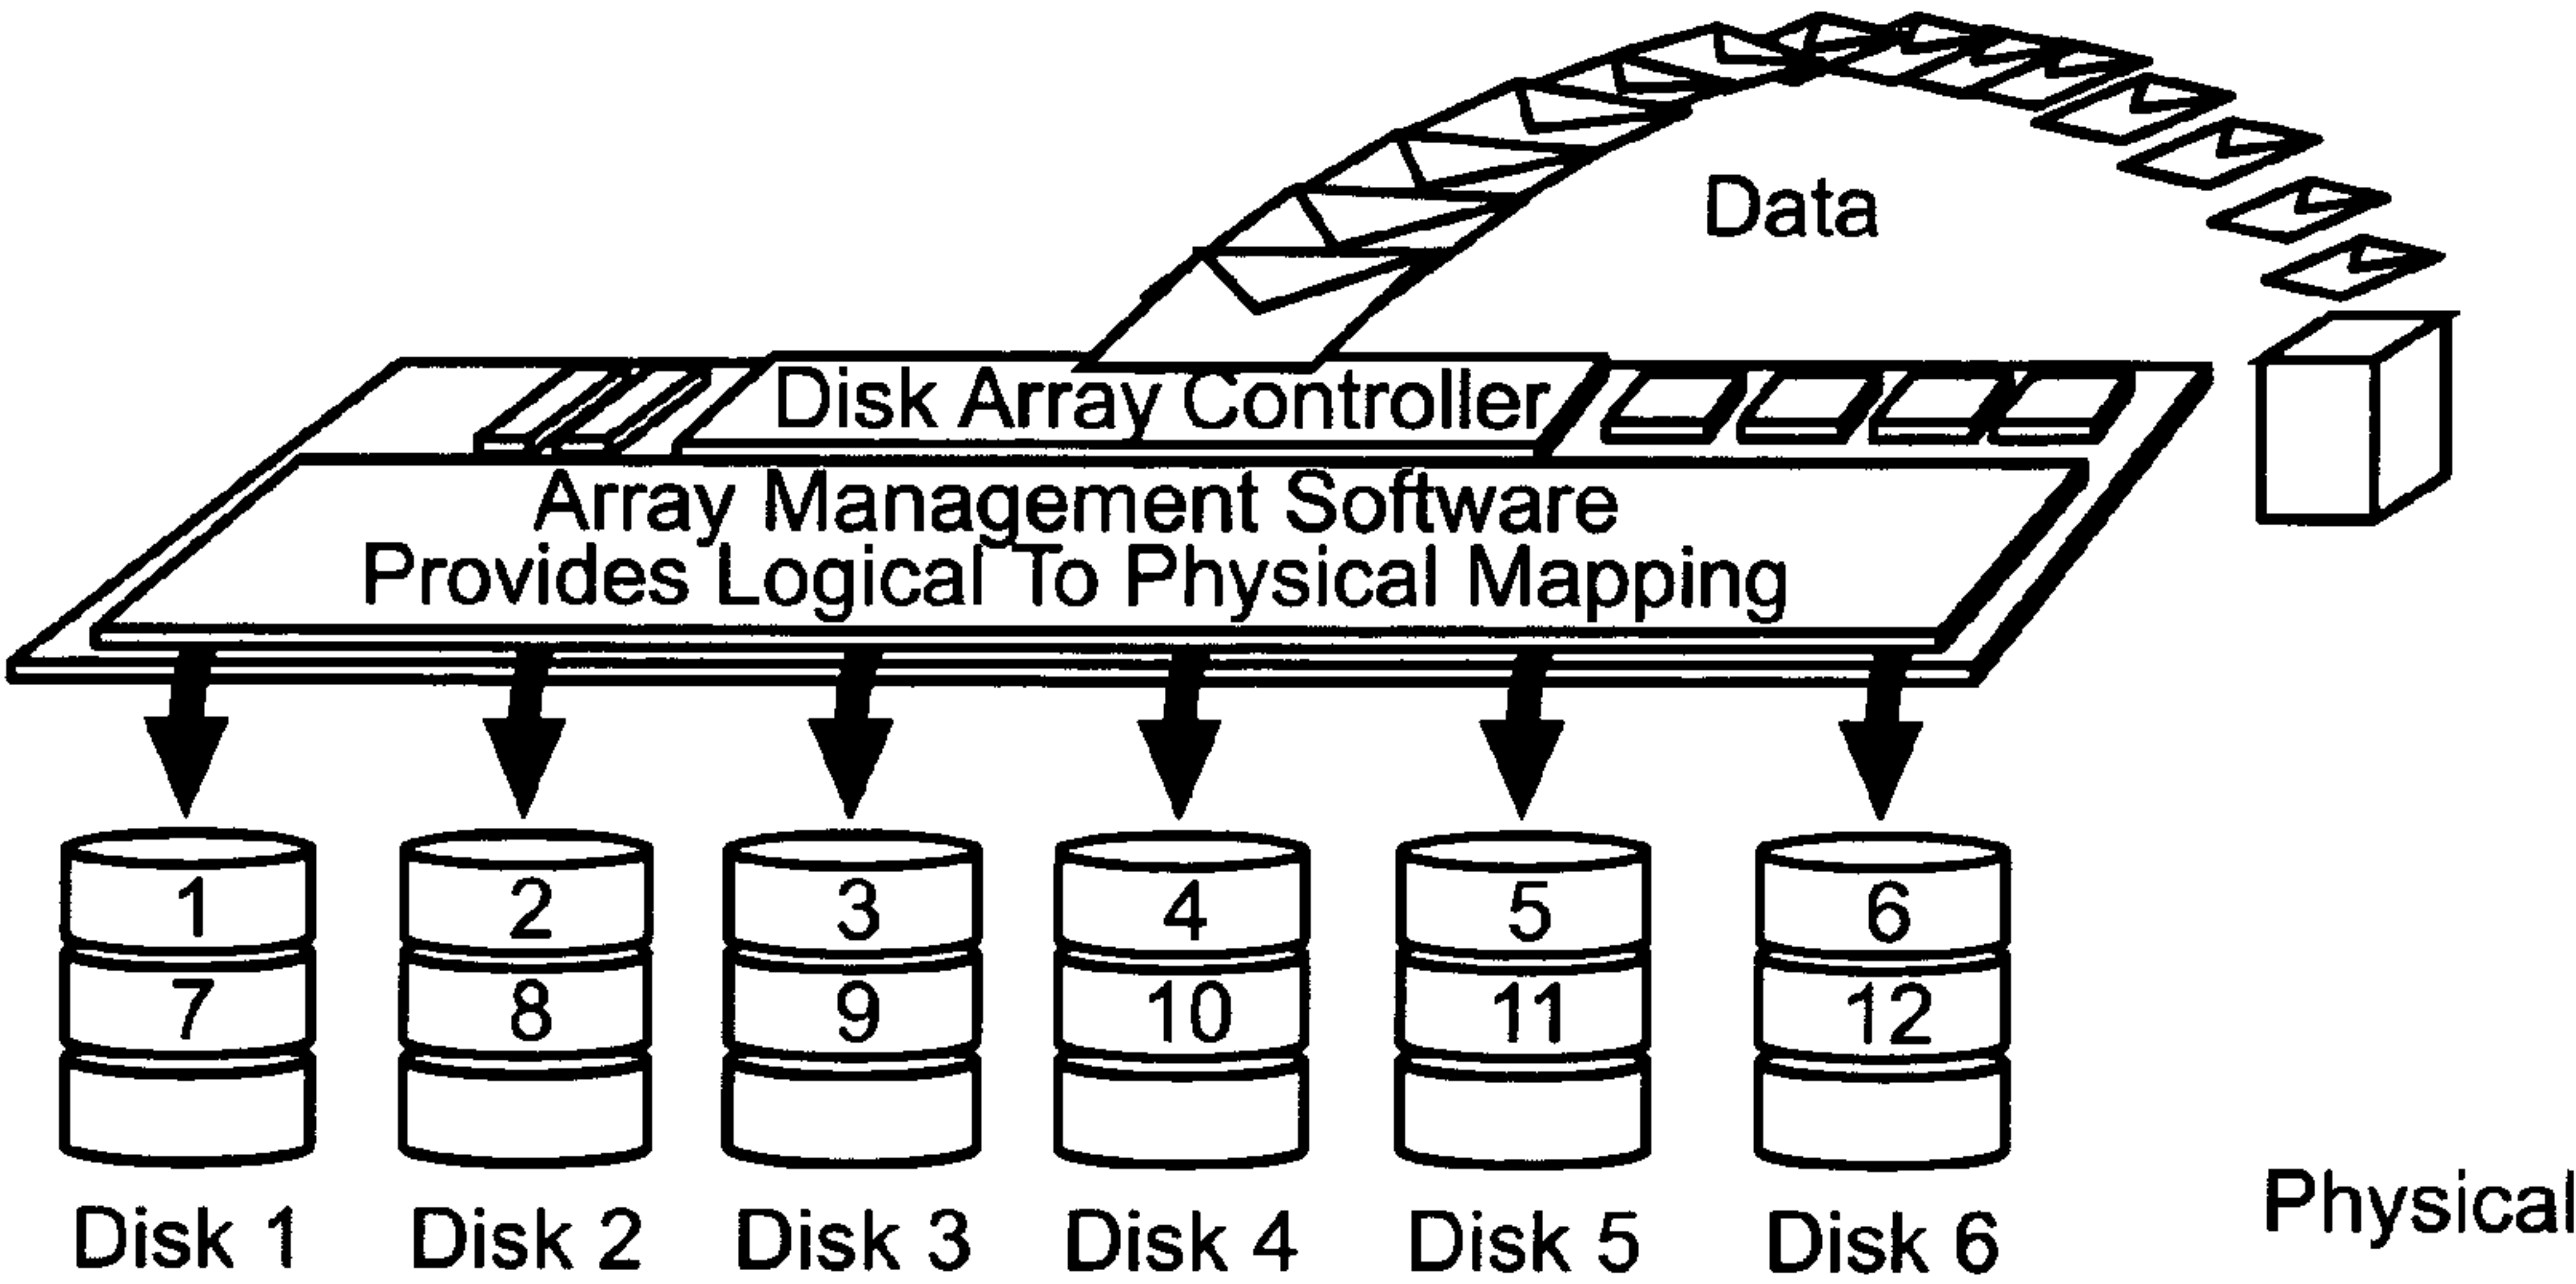 Data
Disk Array Controller
Array Management Software
Provides Logical To Physical Mapping
1 2 3 4 5 6
7 8 9 10 11 12
Disk 1 Disk 2 Disk 3 Disk 4 Disk 5 Disk 6 Physical